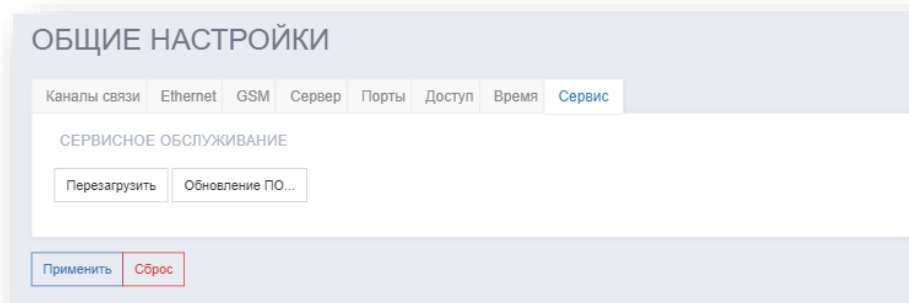 ОБЩИЕ НАСТРОЙКИ
Каналы связи Ethernet GSM Сервер Порты Доступ Время Сервис
СЕРВИСНОЕ ОБСЛУЖИВАНИЕ
Перезагрузить Обновление ПО...
Применить Сброс